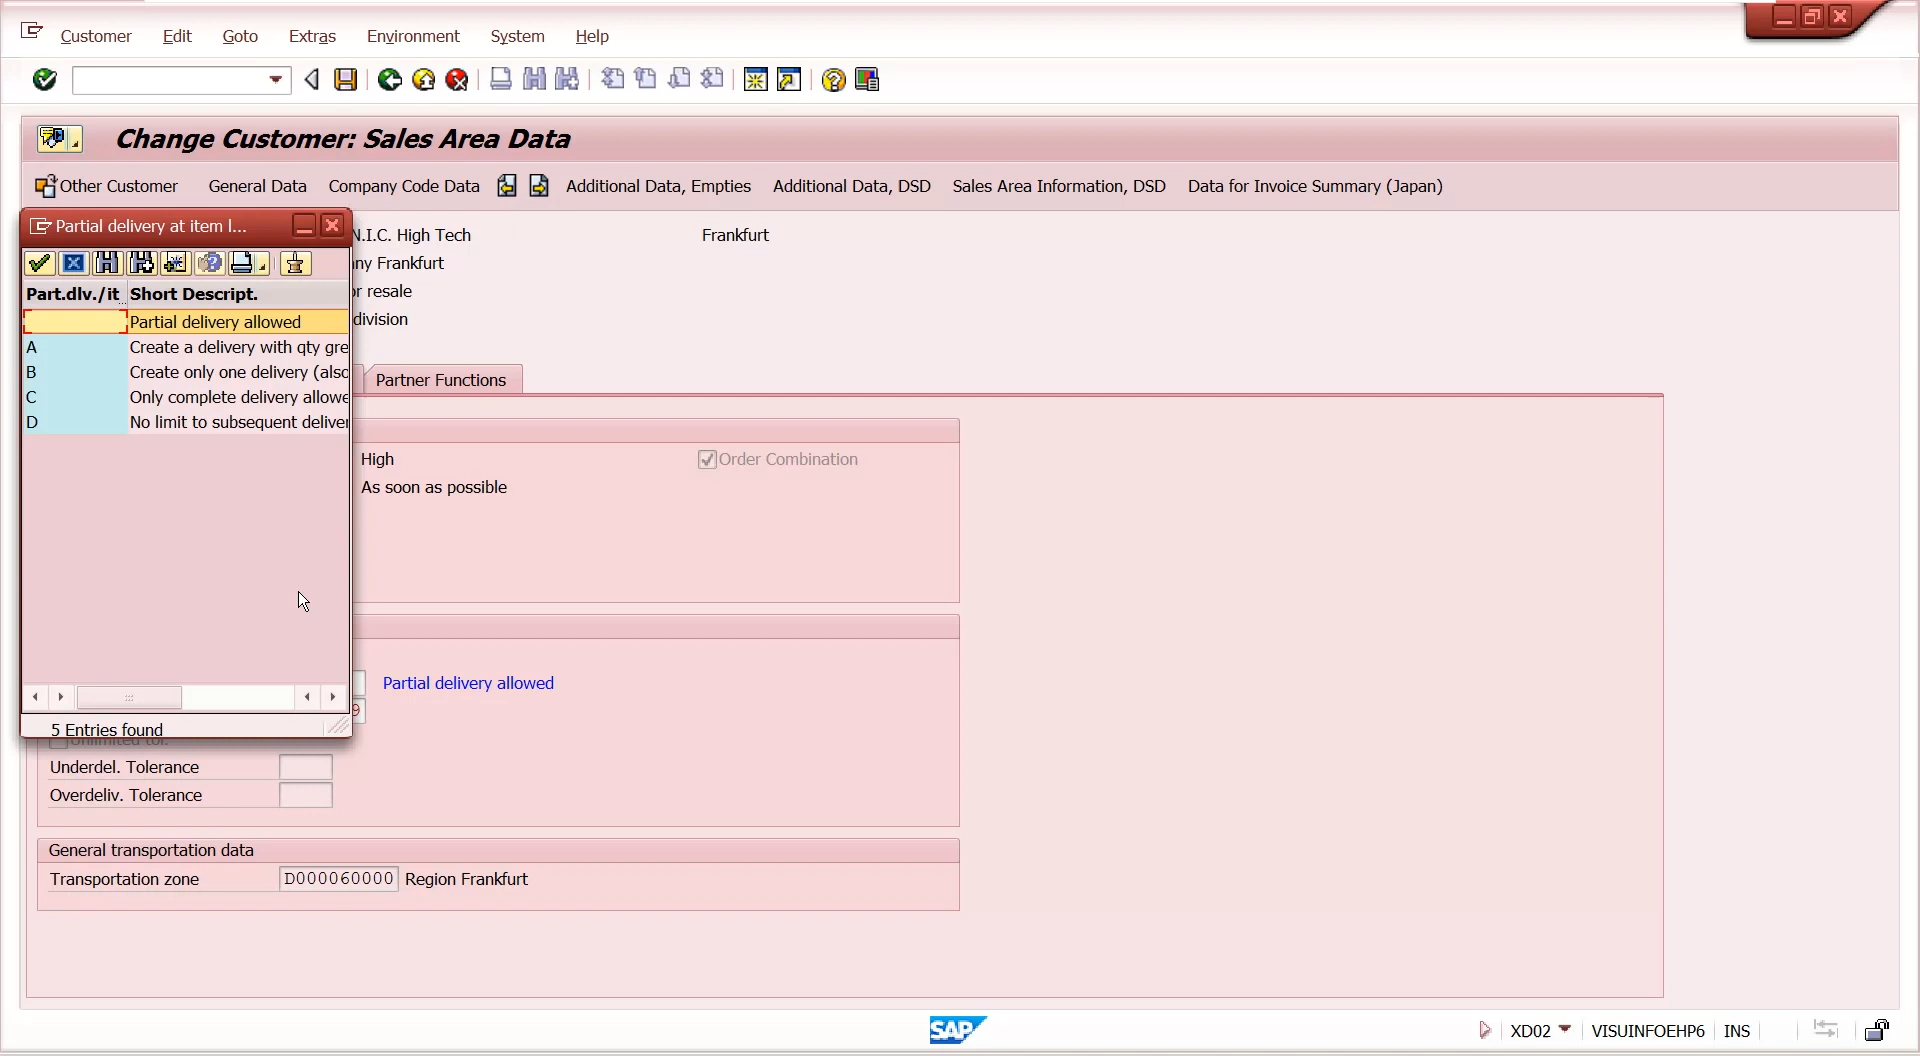 Customer Edit Goto Extras Environment System Help
Change Customer: Sales Area Data
Other Customer General Data Company Code Data Additional Data, Empties Additional Data, DSD Sales Area Information, DSD Data for Invoice Summary (Japan)
Partial delivery at item l...
N.I.C. High Tech Frankfurt
ny Frankfurt
Part.dlv./it Short Descript.
or resale
Partial delivery allowed
division
A Create a delivery with qty gre
B Create only one delivery (also
Partner Functions
C Only complete delivery allowe
D No limit to subsequent deliver
High Order Combination
As soon as possible
Partial delivery allowed
9
5 Entries found
Unlimited tol.
Underdel. Tolerance
Overdeliv. Tolerance
General transportation data
Transportation zone D000060000 Region Frankfurt
SAP XD02 VISUINFOEHP6 INS